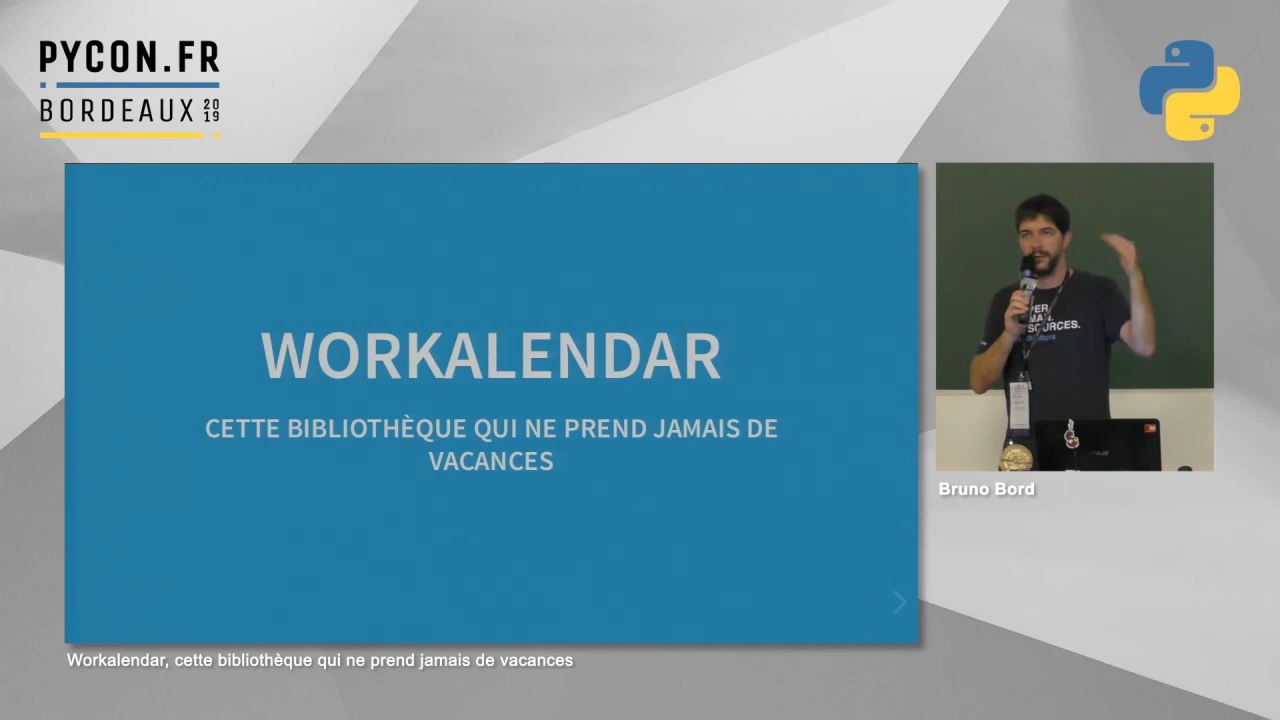 PYCON.FR
BORDEAUX 2019
WORKALENDAR
CETTE BIBLIOTHÈQUE QUI NE PREND JAMAIS DE
VACANCES
Bruno Bord
Workalendar, cette bibliothèque qui ne prend jamais de vacances